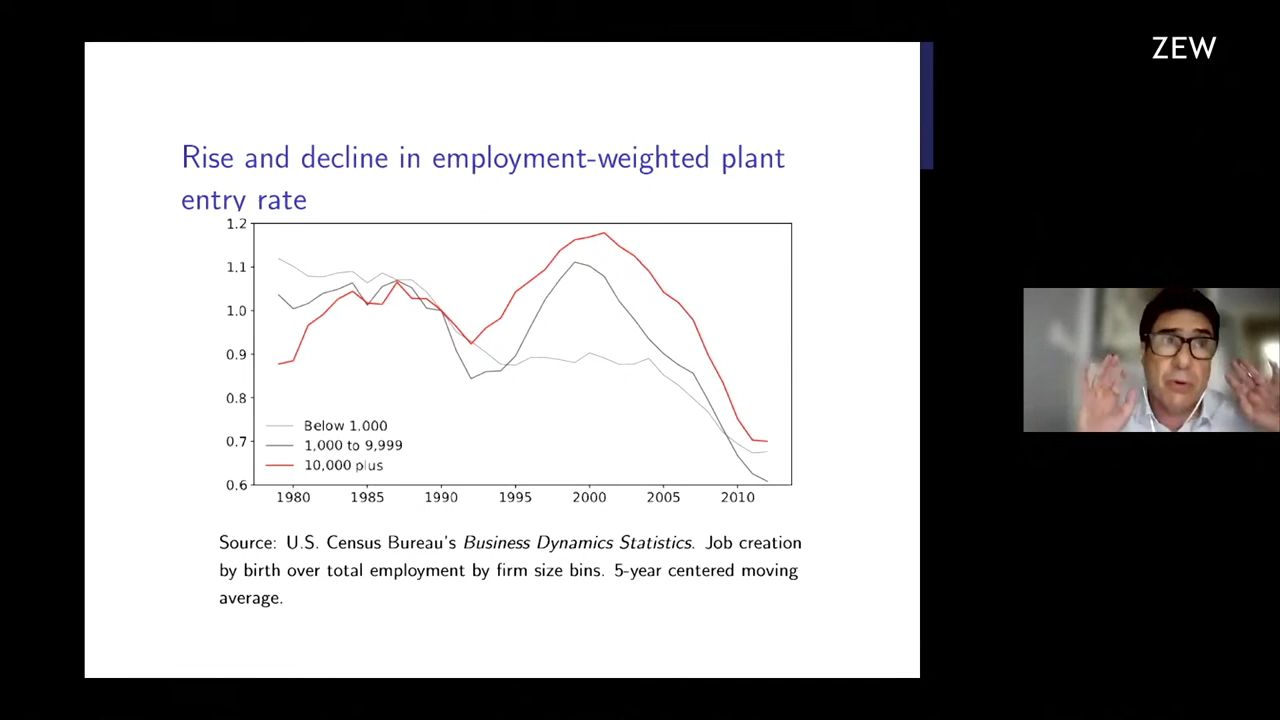 ZEW
Rise and decline in employment-weighted plant
entry rate
1.2
1.1
1.0
0.9
0.8
0.7
0.6
Below 1,000
1,000 to 9,999
10,000 plus
1980 1985 1990 1995 2000 2005 2010
Source: U.S. Census Bureau's Business Dynamics Statistics. Job creation
by birth over total employment by firm size bins. 5-year centered moving
average.